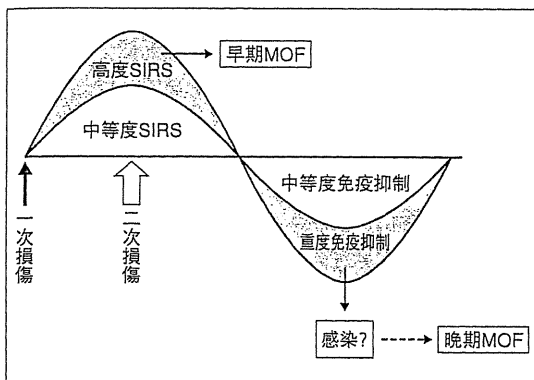 早期MOF
高度SIRS
中等度SIRS
一次損傷
二次損傷
中等度免疫抑制
重度免疫抑制
感染?
晩期MOF